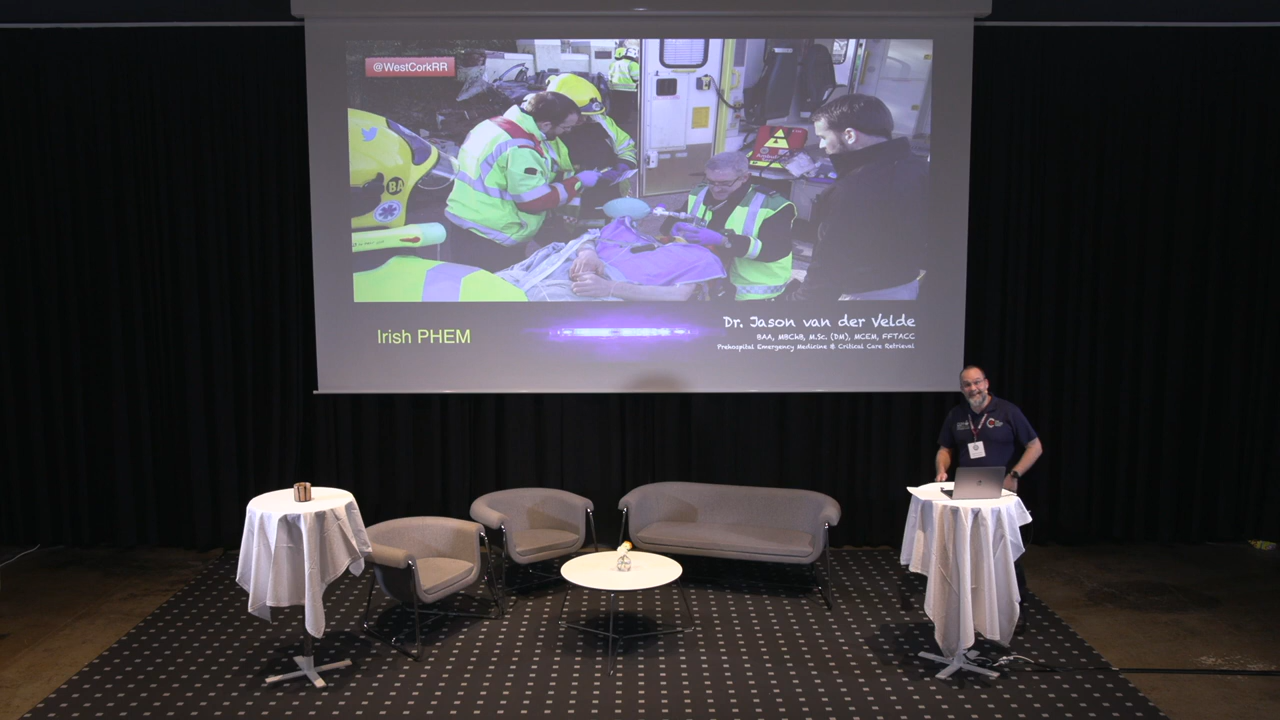 @WestCorkRR
BA
Irish PHEM
Dr. Jason van der Velde
BAA, MBChB, M.Sc. (DM), MCEM, FFTACC
Prehospital Emergency Medicine & Critical Care Retrieval